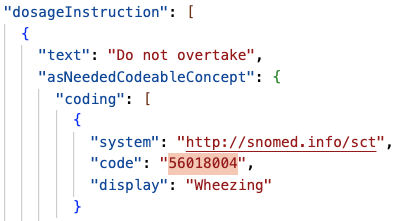 "dosageInstruction": [
{
"text": "Do not overtake",
"asNeededCodeableConcept": {
"coding": [
{
"system": "http://snomed.info/sct",
"code": "56018004",
"display": "Wheezing"
}